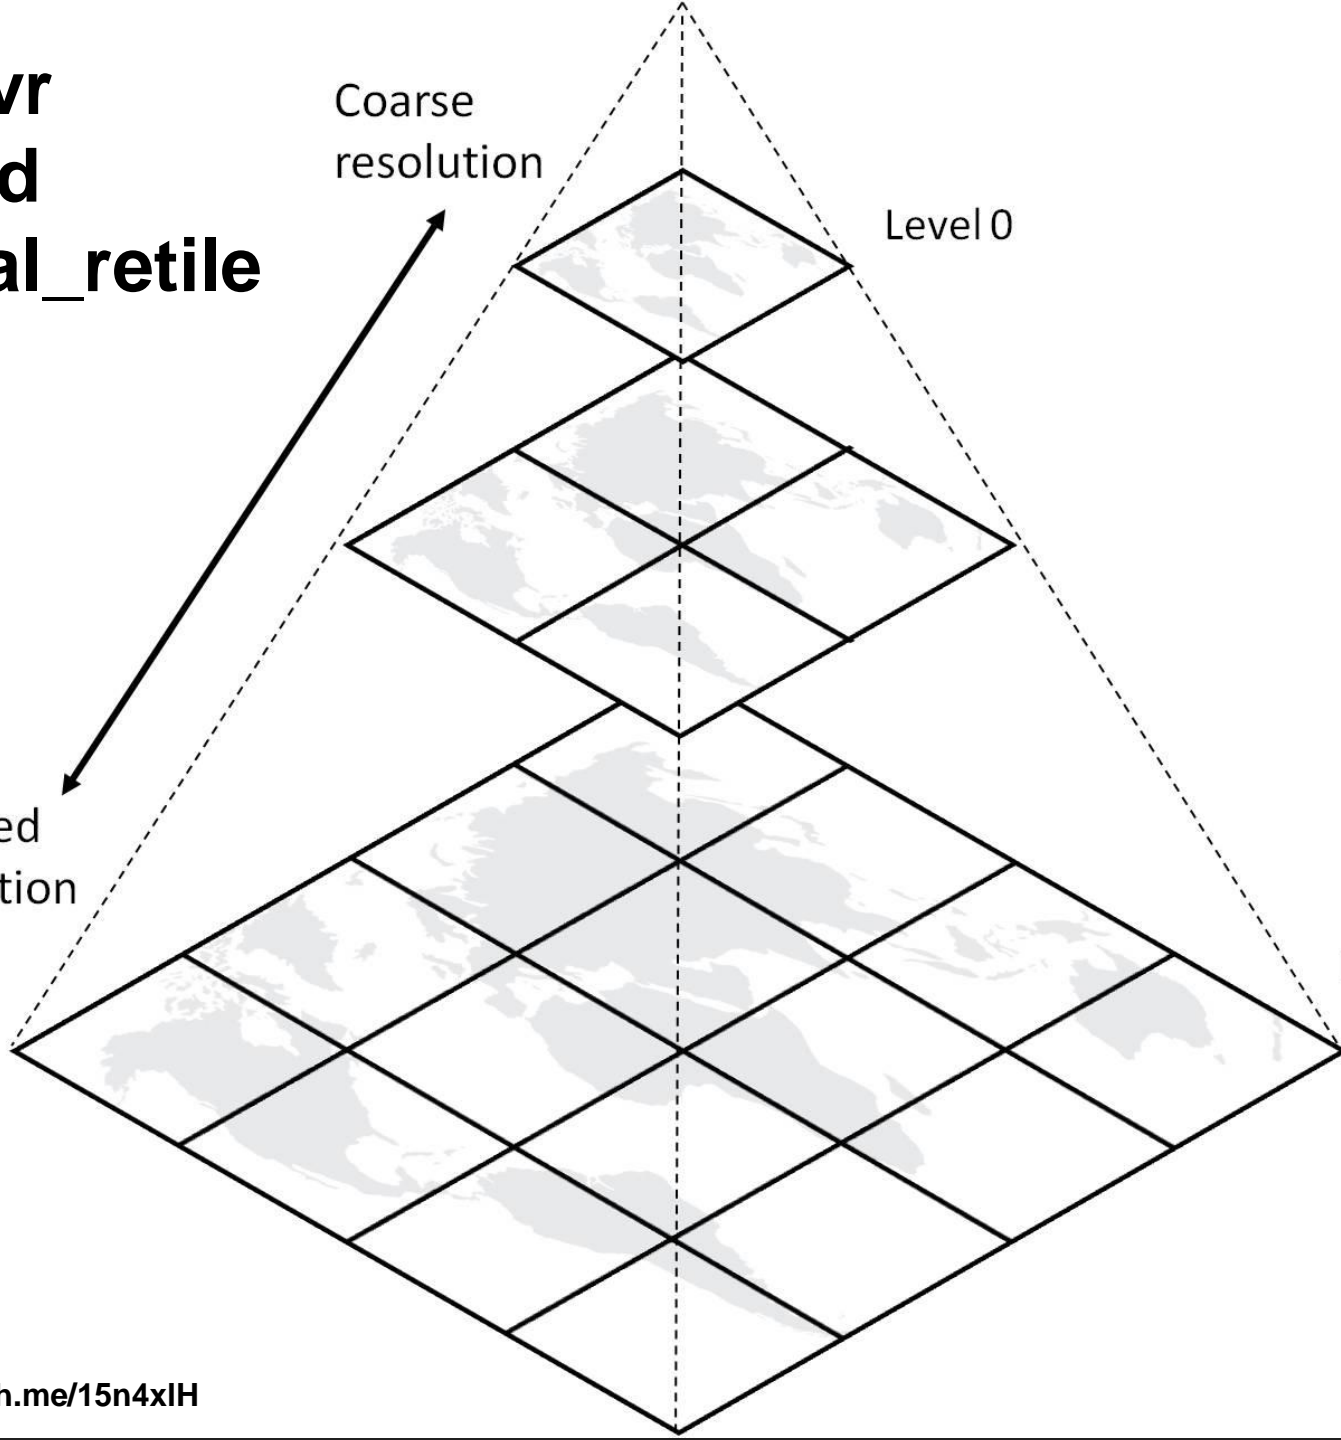 vr
d
al_retile
Coarse
resolution
Level 0
ed
tion
h.me/15n4xlH